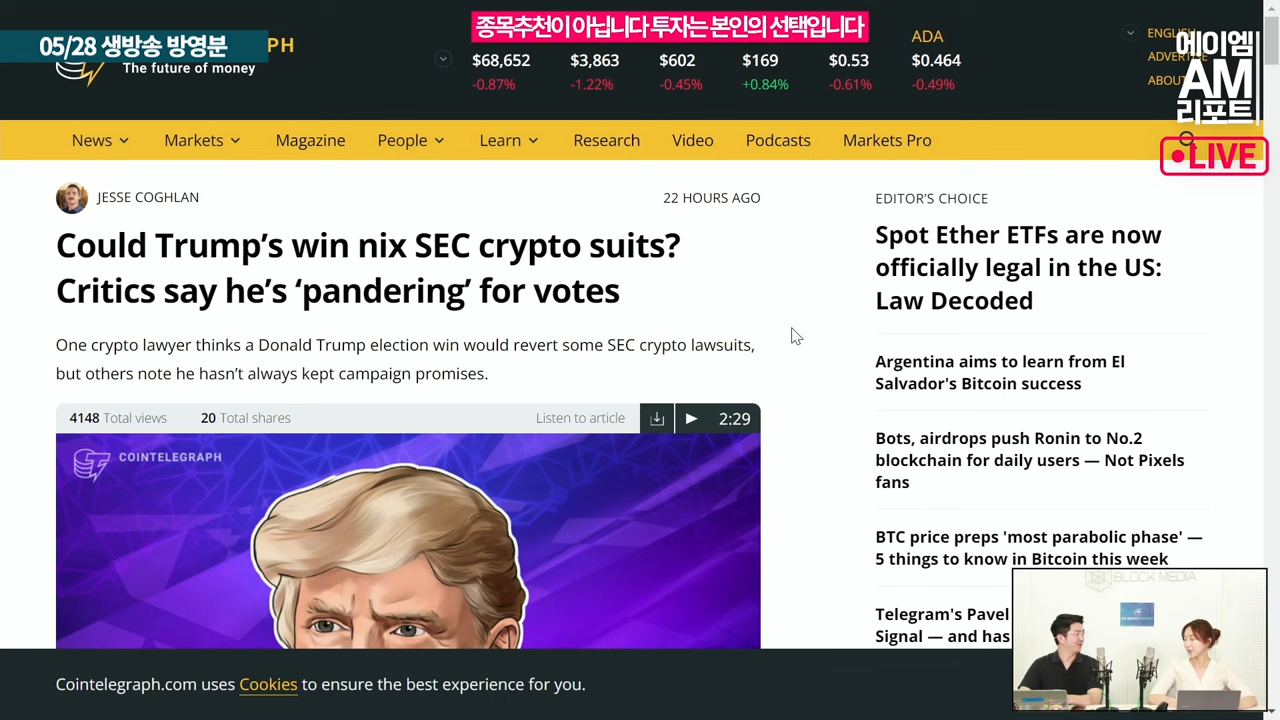 종목추천이 아닙니다 투자는 본인의 선택입니다
05/28 생방송 방영분
PH
The future of money
ADA
$68,652 $3,863 $602 $169 $0.53 $0.464
-0.87% -1.22% -0.45% +0.84% -0.61% -0.49%
에이엠
AM
리포트
LIVE
News Markets Magazine People Learn Research Video Podcasts Markets Pro
JESSE COGHLAN
22 HOURS AGO
Could Trump’s win nix SEC crypto suits?
Critics say he’s ‘pandering’ for votes
One crypto lawyer thinks a Donald Trump election win would revert some SEC crypto lawsuits,
but others note he hasn’t always kept campaign promises.
4148 Total views 20 Total shares Listen to article 2:29
COINTELEGRAPH
EDITOR’S CHOICE
Spot Ether ETFs are now
officially legal in the US:
Law Decoded
Argentina aims to learn from El
Salvador's Bitcoin success
Bots, airdrops push Ronin to No.2
blockchain for daily users — Not Pixels
fans
BTC price preps 'most parabolic phase' —
5 things to know in Bitcoin this week
Telegram's Pavel
Signal — and has
BLOCK MEDIA
Cointelegraph.com uses Cookies to ensure the best experience for you.